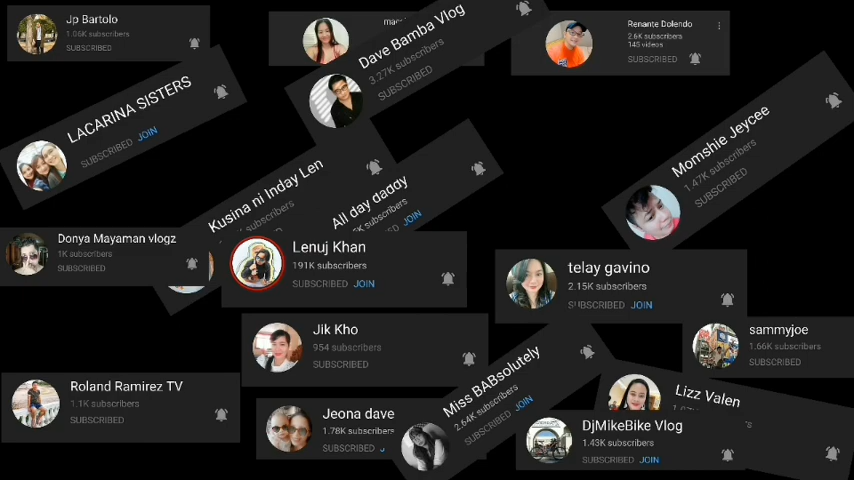 Jp Bartolo
1.06K subscribers
SUBSCRIBED
Dave Bamba Vlog
3.27K subscribers
SUBSCRIBED
Renante Dolendo
2.6K subscribers
145 videos
SUBSCRIBED
LACARINA SISTERS
SUBSCRIBED JOIN
Momshie Jeycee
1.47K subscribers
SUBSCRIBED
Kusina ni Inday Len
subscribers
All day daddy
subscribers
JOIN
Donya Mayaman vlogz
1K subscribers
SUBSCRIBED
Lenuj Khan
191K subscribers
SUBSCRIBED JOIN
telay gavino
2.15K subscribers
SUBSCRIBED JOIN
Jik Kho
954 subscribers
SUBSCRIBED
sammyjoe
1.66K subscribers
SUBSCRIBED
Roland Ramirez TV
1.1K subscribers
SUBSCRIBED
Miss BABsolutely
2.64K subscribers
SUBSCRIBED JOIN
Lizz Valen
Jeona dave
1.78K subscribers
SUBSCRIBED
DjMikeBike Vlog
1.43K subscribers
SUBSCRIBED JOIN